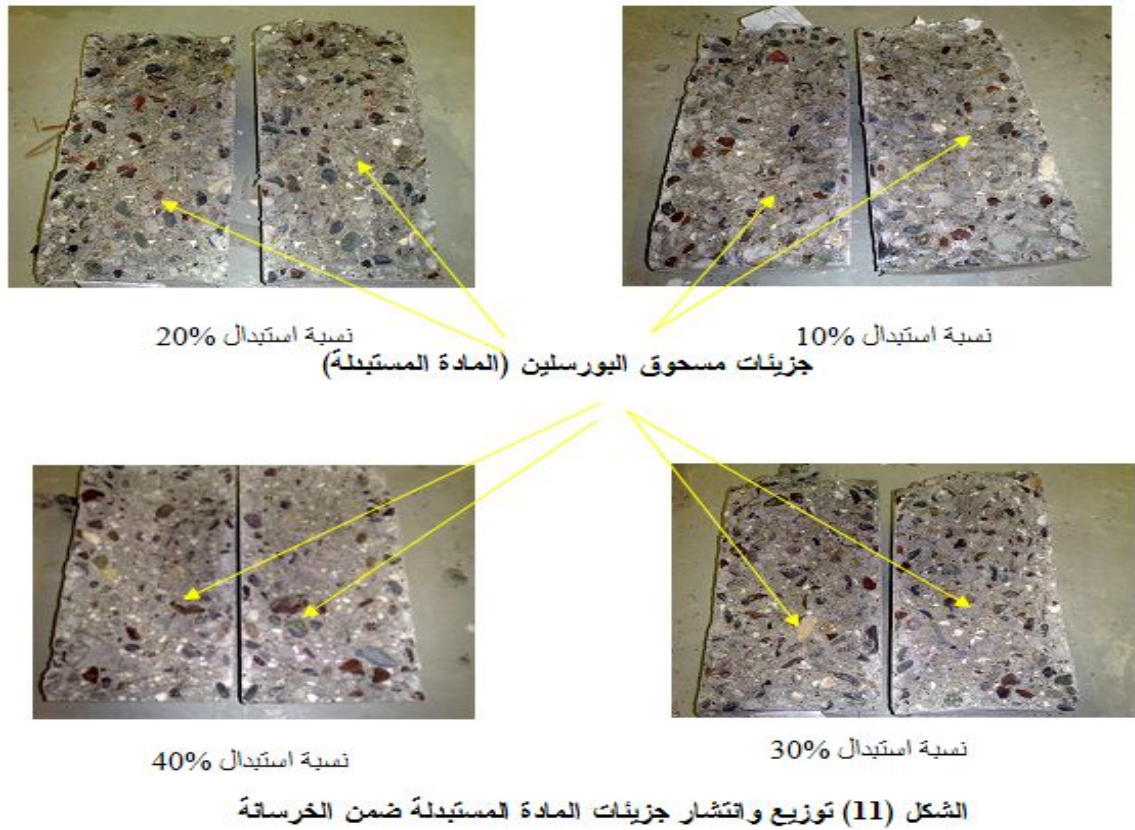 نسبة استبدال 10%
نسبة استبدال 20%
جزيئات مسحوق البورسلين (المادة المستبدلة)
نسبة استبدال 30%
نسبة استبدال 40%
الشكل (11) توزيع وانتشار جزيئات المادة المستبدلة ضمن الخرسانة